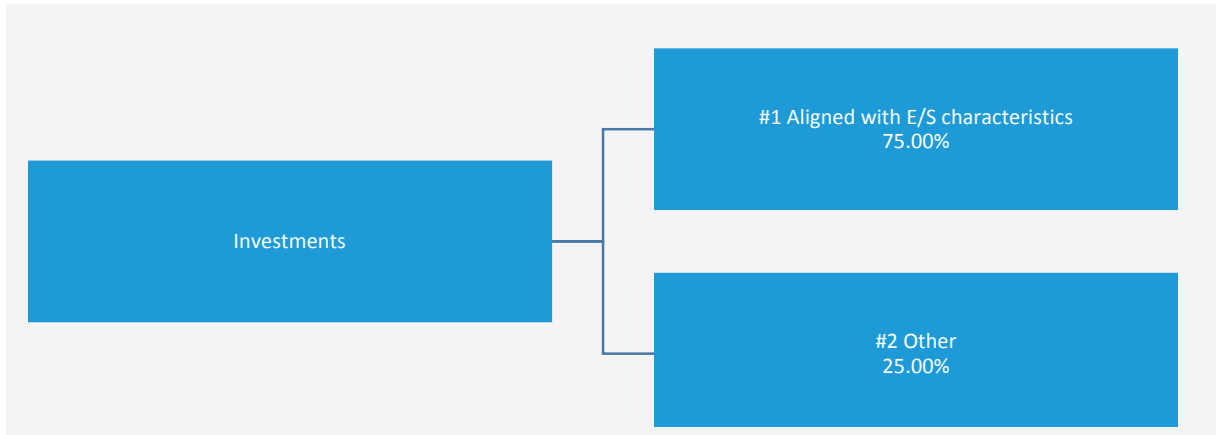 Investments
#1 Aligned with E/S characteristics
75.00%
#2 Other
25.00%